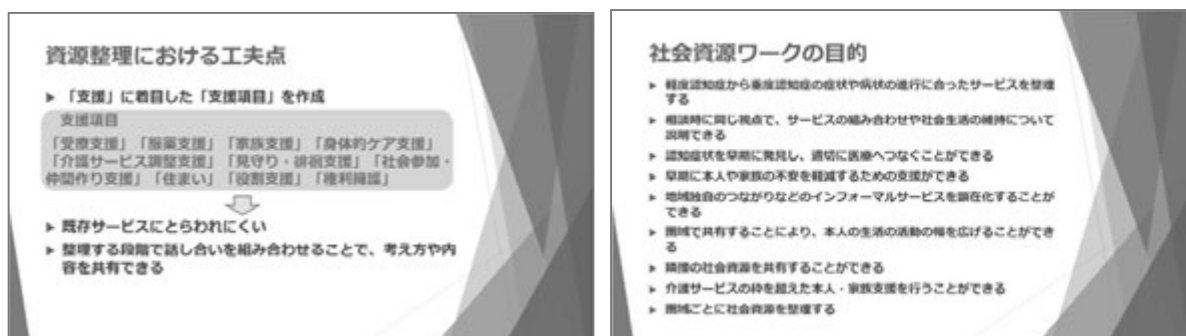 資源整理における工夫点
▶ 「支援」に着目した「支援項目」を作成
支援項目
「受療支援」「服薬支援」「家族支援」「身体的ケア支援」
「介護サービス調整支援」「見守り・徘徊支援」「社会参加・
仲間作り支援」「住まい」「役割支援」「権利擁護」
▶ 既存サービスにとらわれにくい
▶ 整理する段階で話し合いを組み合わせることで、考え方や内
容を共有できる
社会資源ワークの目的
▶ 軽度認知症から重度認知症の症状や病状の進行に合ったサービスを整理
する
▶ 相談時に同じ視点で、サービスの組み合わせや社会生活の維持について
説明できる
▶ 認知症状を早期に発見し、適切に医療へつなぐことができる
▶ 早期に本人や家族の不安を軽減するための支援ができる
▶ 地域独自のつながりなどのインフォーマルサービスを顕在化することが
できる
▶ 圏域で共有することにより、本人の生活の活動の幅を広げることができ
る
▶ 隣接の社会資源を共有することができる
▶ 介護サービスの枠を超えた本人・家族支援を行うことができる
▶ 圏域ごとに社会資源を整理する